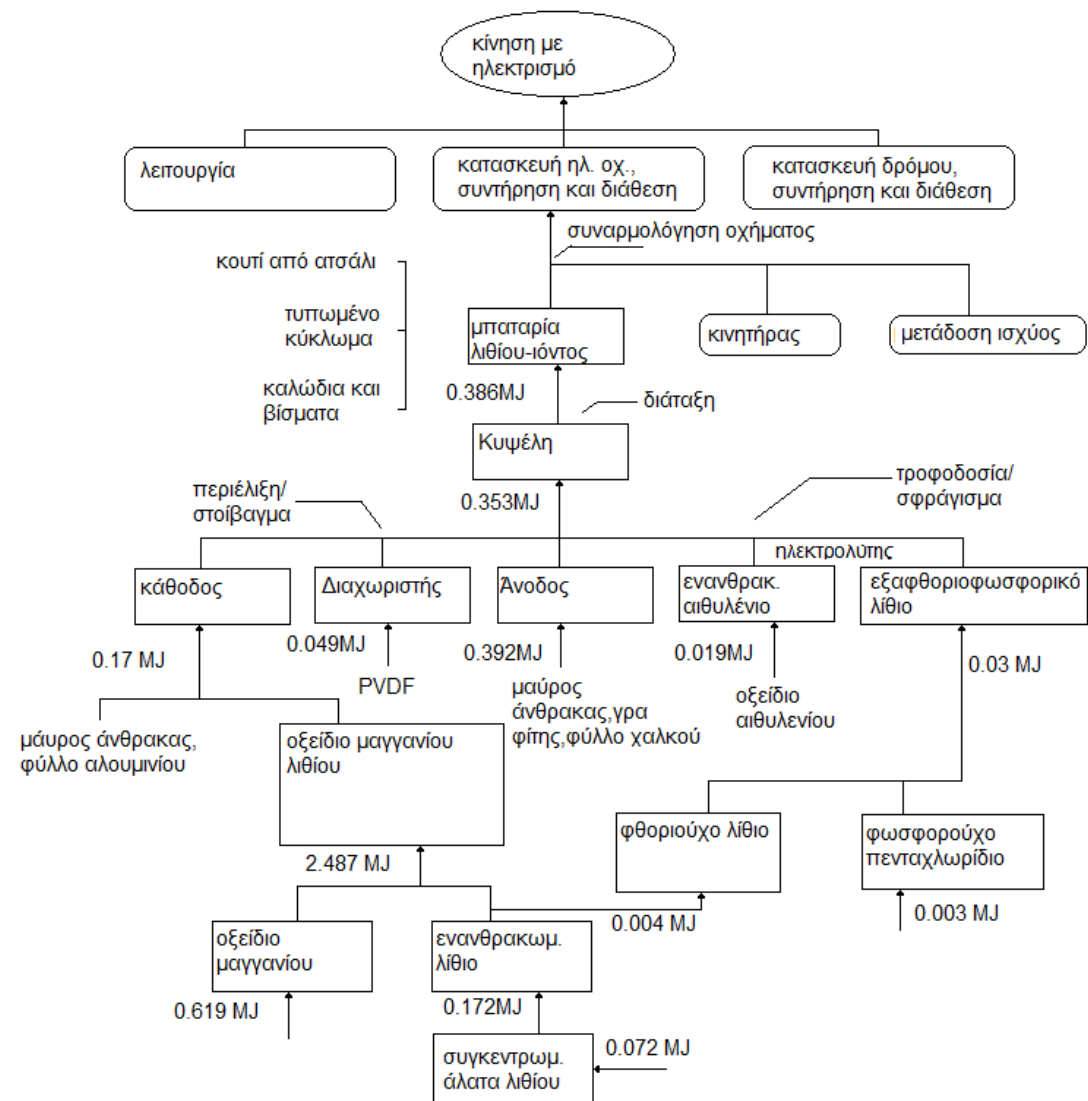 κίνηση με
ηλεκτρισμό
λειτουργία
κατασκευή ηλ. οχ.,
συντήρηση και διάθεση
κατασκευή δρόμου,
συντήρηση και διάθεση
συναρμολόγηση οχήματος
κουτί από ατσάλι
τυπωμένο
κύκλωμα
καλώδια και
βίσματα
μπαταρία
λιθίου-ιόντος
κινητήρας
μετάδοση ισχύος
0.386MJ
διάταξη
Κυψέλη
0.353MJ
περιέλιξη/
στοίβαγμα
τροφοδοσία/
σφράγισμα
ηλεκτρολύτης
κάθοδος
Διαχωριστής
Άνοδος
ενανθρακ.
αιθυλένιο
εξαφθοριοφωσφορικό
λίθιο
0.17 MJ
0.049MJ
0.392MJ
0.019MJ
0.03 MJ
μάυρος άνθρακας,
φύλλο αλουμινίου
PVDF
μαύρος
άνθρακας,γρα
φίτης,φύλλο χαλκού
οξείδιο
αιθυλενίου
οξείδιο μαγγανίου
λιθίου
φθοριούχο λίθιο
φωσφορούχο
πενταχλωρίδιο
2.487 MJ
0.004 MJ
0.003 MJ
οξείδιο
μαγγανίου
ενανθρακωμ.
λίθιο
0.619 MJ
0.172MJ
συγκεντρωμ.
άλατα λιθίου
0.072 MJ